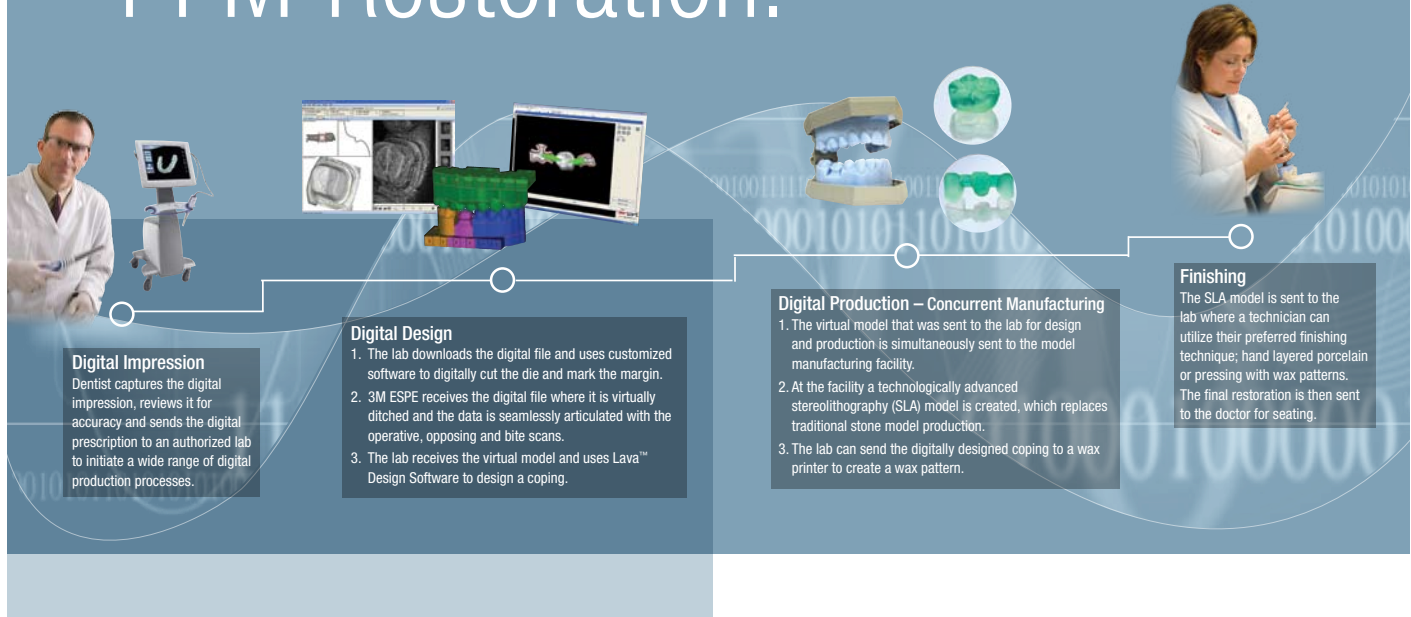 Restoration.
Digital Impression
Dentist captures the digital
impression, reviews it for
accuracy and sends the digital
prescription to an authorized lab
to initiate a wide range of digital
production processes.
Digital Design
1. The lab downloads the digital file and uses customized
software to digitally cut the die and mark the margin.
2. 3M ESPE receives the digital file where it is virtually
ditched and the data is seamlessly articulated with the
operative, opposing and bite scans.
3. The lab receives the virtual model and uses Lava™
Design Software to design a coping.
Digital Production – Concurrent Manufacturing
1. The virtual model that was sent to the lab for design
and production is simultaneously sent to the model
manufacturing facility.
2. At the facility a technologically advanced
stereolithography (SLA) model is created, which replaces
traditional stone model production.
3. The lab can send the digitally designed coping to a wax
printer to create a wax pattern.
Finishing
The SLA model is sent to the
lab where a technician can
utilize their preferred finishing
technique; hand layered porcelain
or pressing with wax patterns.
The final restoration is then sent
to the doctor for seating.